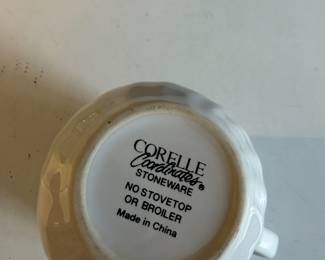 CORELLE
Coordinates®
STONEWARE
NO STOVETOP
OR BROILER
Made in China